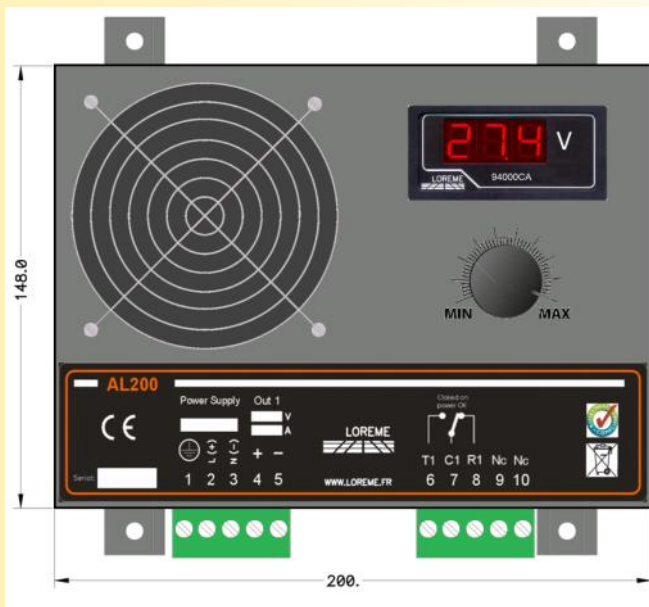 27.4 V
LOREME 94000CA
148.0
MIN MAX
AL200
Power Supply Out 1
Closed on
power OK
V
A
CE
LOREME
L (+)
N (-)
+ -
T1 C1 R1 Nc Nc
Serial:
1 2 3 4 5
WWW.LOREME.FR
6 7 8 9 10
200.